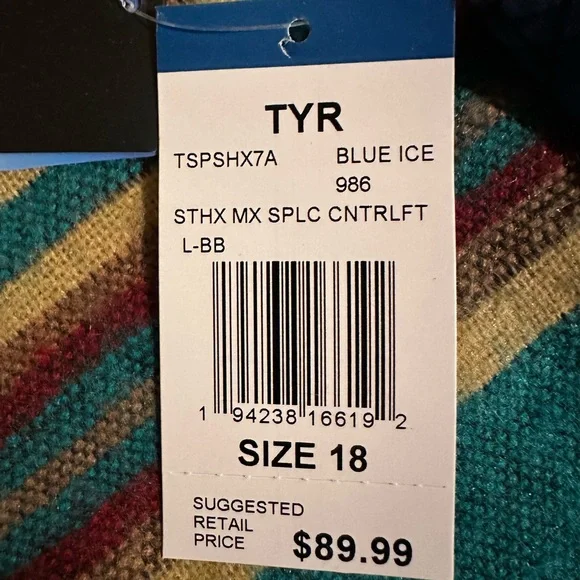 TYR
TSPSHX7A BLUE ICE
986
STHX MX SPLC CNTRLFT
L-BB
1 94238 16619 2
SIZE 18
SUGGESTED
RETAIL
PRICE $89.99